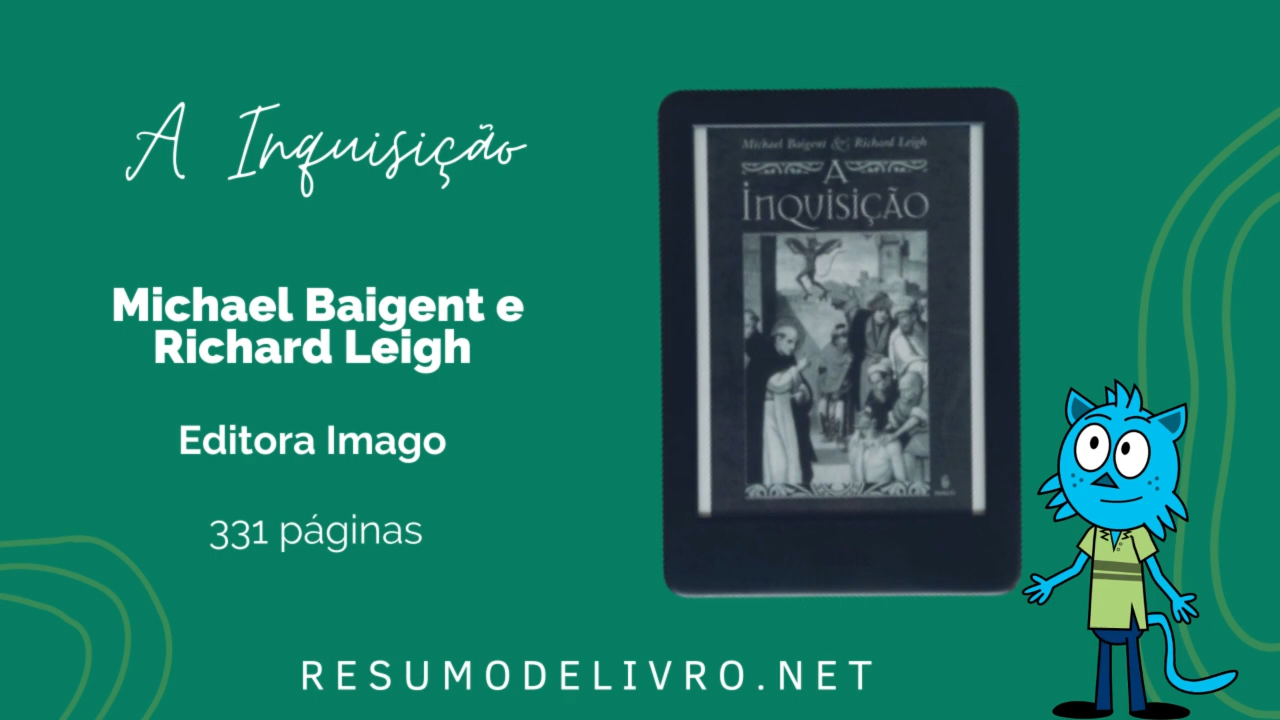 A Inquisição
Michael Baigent e
Richard Leigh
Editora Imago
331 páginas
Michael Baigent & Richard Leigh
A
INQUISIÇÃO
RESUMODELIVRO.NET